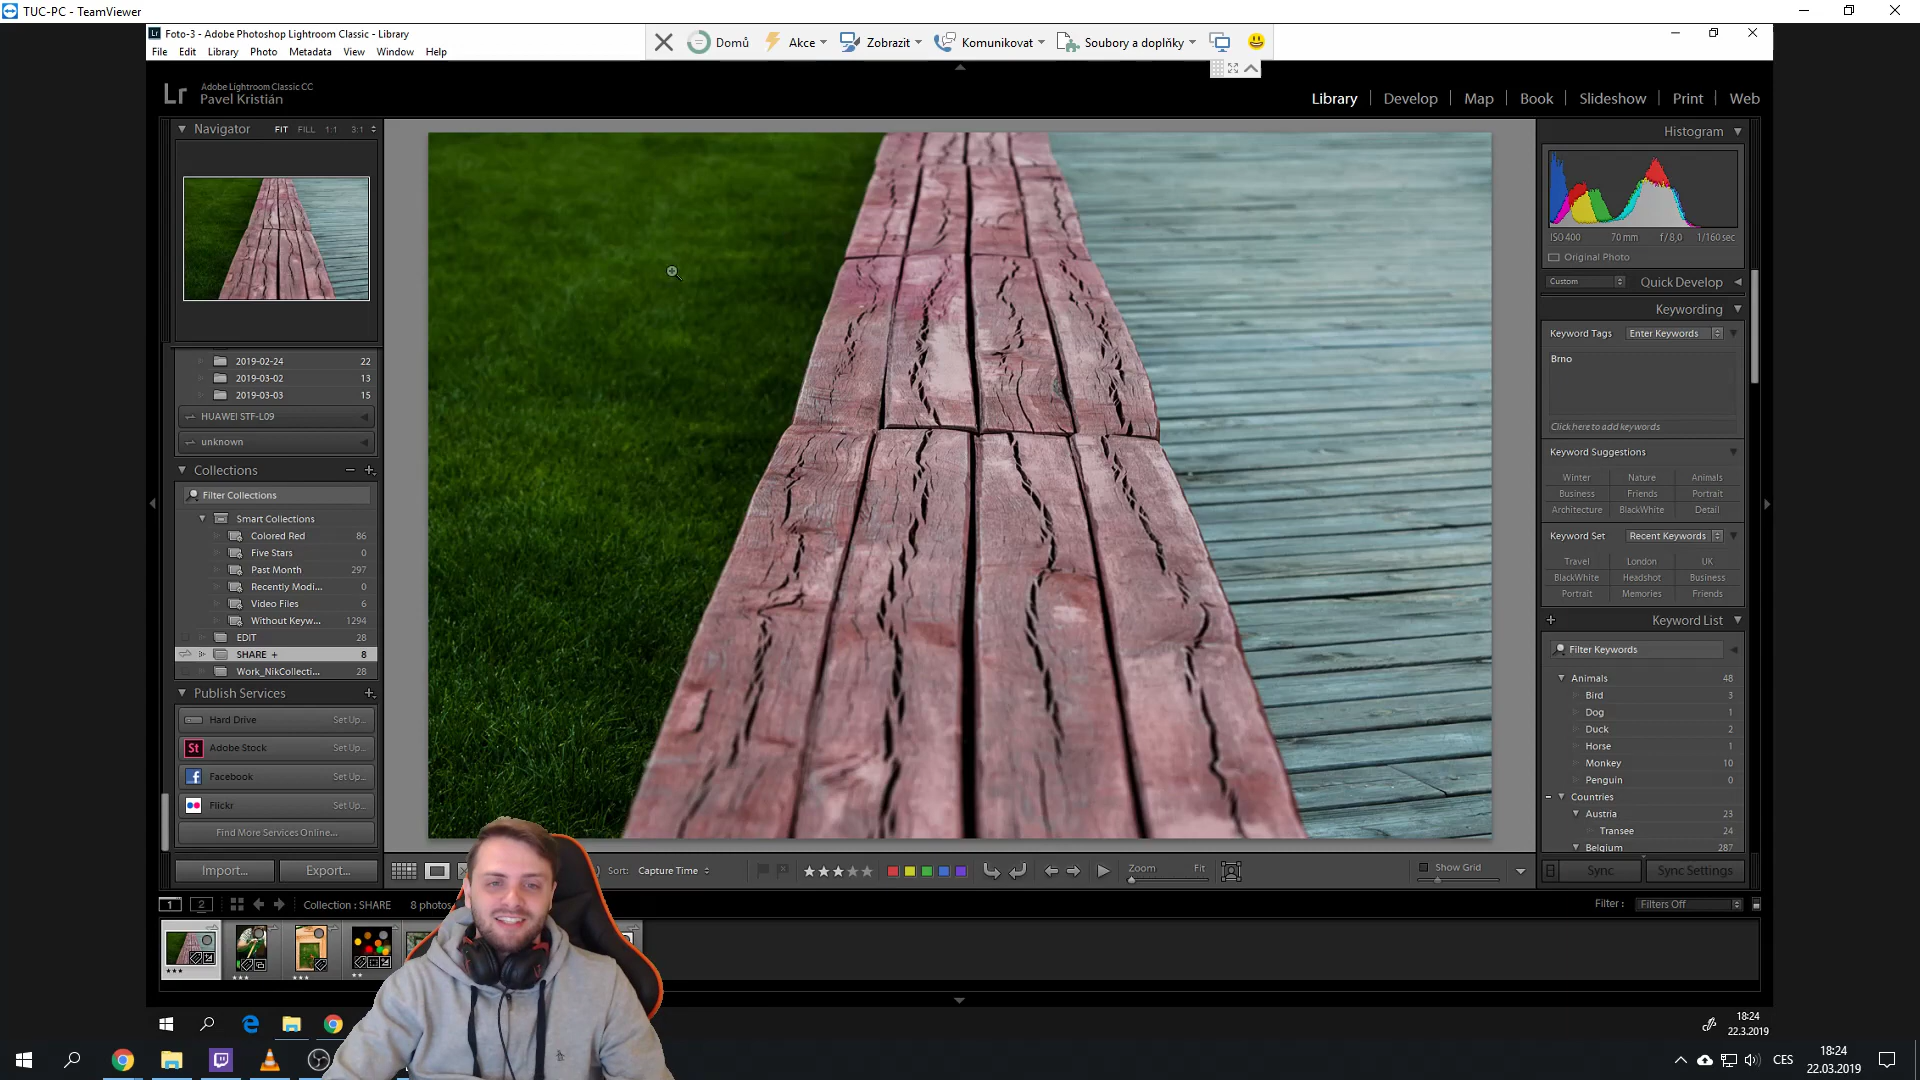 TUC-PC - TeamViewer
Foto-3 - Adobe Photoshop Lightroom Classic - Library
File Edit Library Photo Metadata View Window Help
Domů Akce Zobrazit Komunikovat Soubory a doplňky
Lr Adobe Lightroom Classic CC
Pavel Kristián
Library Develop Map Book Slideshow Print Web
Navigator FIT FILL 1:1 3:1
Histogram
ISO 400 70 mm f / 8,0 1/160 sec
Original Photo
Custom Quick Develop
Keywording
Keyword Tags Enter Keywords
Brno
Click here to add keywords
Keyword Suggestions
Winter Nature Animals
Business Friends Portrait
Architecture BlackWhite Detail
Keyword Set Recent Keywords
Travel London UK
BlackWhite Headshot Business
Portrait Memories Friends
Keyword List
Filter Keywords
Animals 48
Bird 3
Dog 1
Duck 2
Horse 1
Monkey 10
Penguin 0
Countries
Austria 23
Transee 24
Belgium 287
Sync Sync Settings
2019-02-24 22
2019-03-02 13
2019-03-03 15
HUAWEI STF-L09
unknown
Collections
Filter Collections
Smart Collections
Colored Red 86
Five Stars 0
Past Month 297
Recently Modi... 0
Video Files 6
Without Keyw... 1294
EDIT 28
SHARE + 8
Work_NikCollecti... 28
Publish Services
Hard Drive Set Up...
St Adobe Stock Set Up...
Facebook Set Up...
Flickr Set Up...
Find More Services Online...
Import... Export...
Sort: Capture Time
Zoom Fit
Show Grid
1 2 Collection : SHARE 8 photos
Filter : Filters Off
18:24
22.3.2019
CES
18:24
22.03.2019